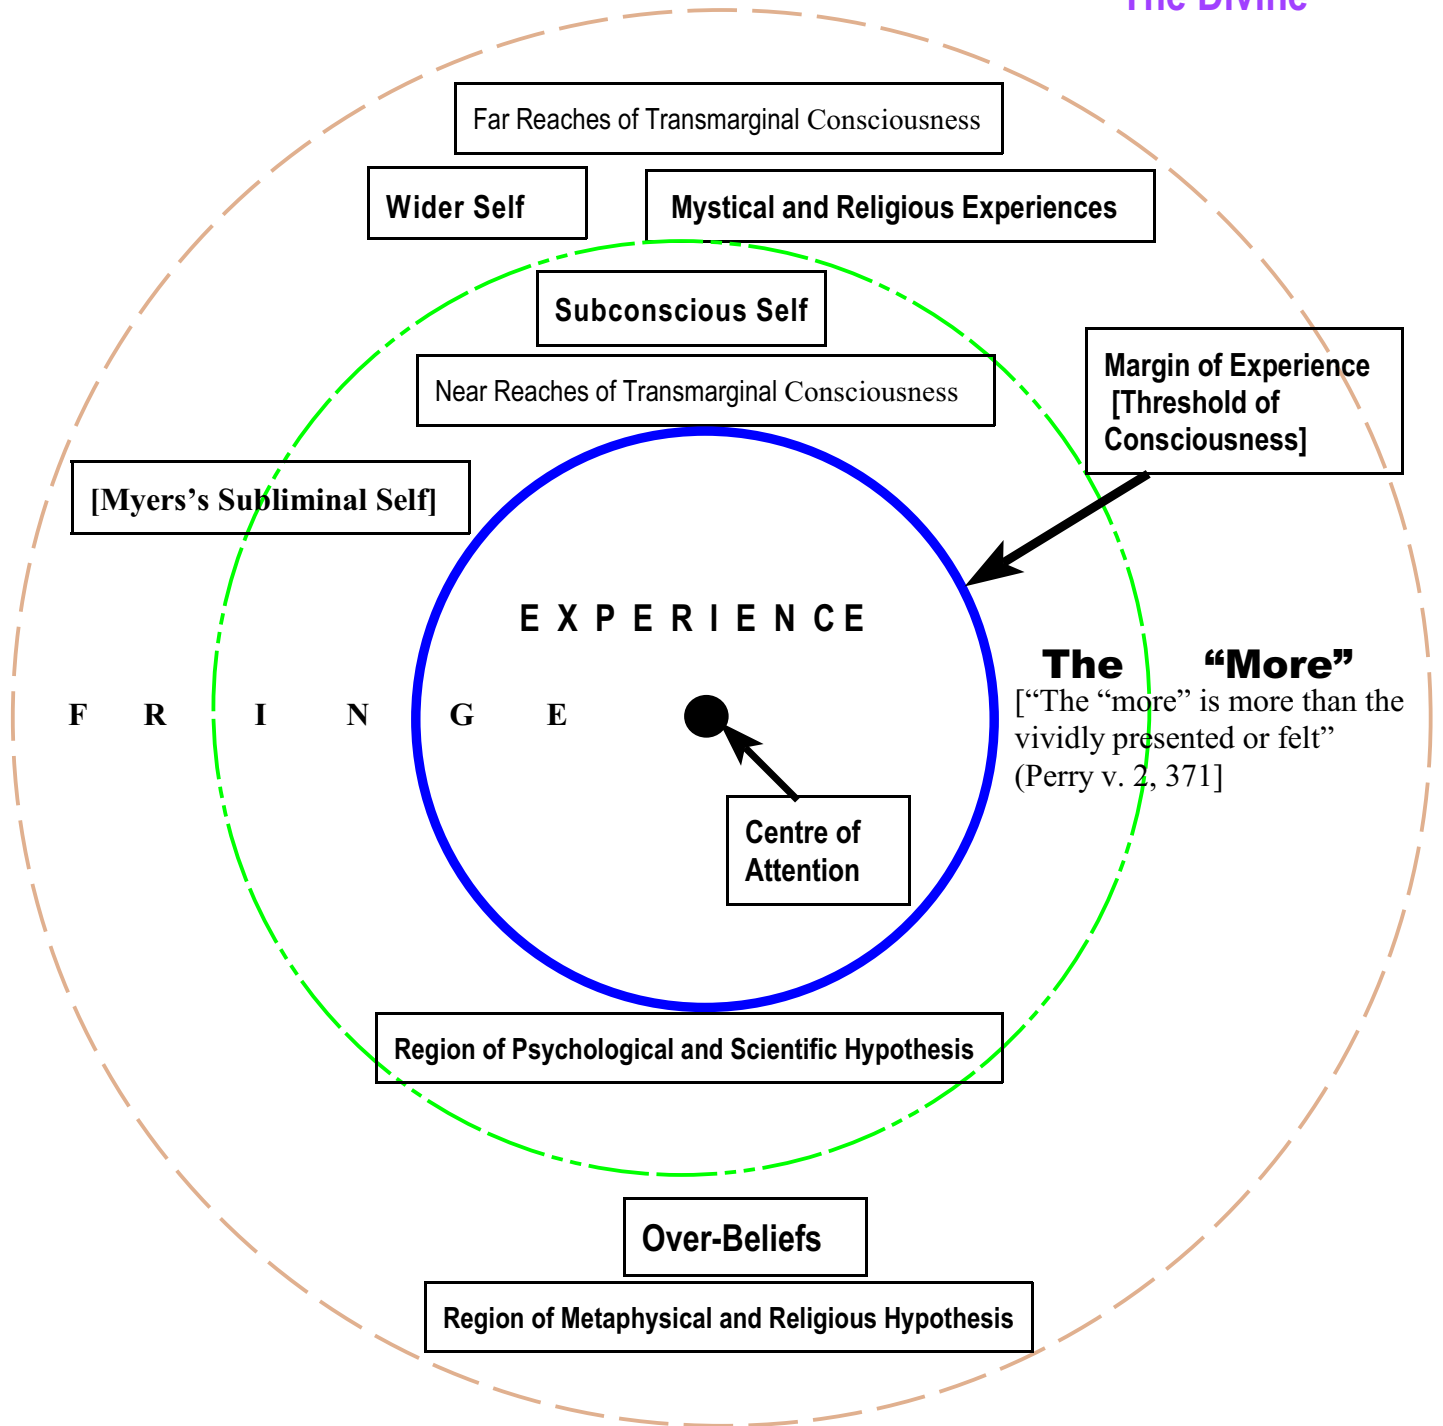 The Divine
Far Reaches of Transmarginal Consciousness
Wider Self
Mystical and Religious Experiences
Subconscious Self
Near Reaches of Transmarginal Consciousness
Margin of Experience
[Threshold of
Consciousness]
[Myers’s Subliminal Self]
E X P E R I E N C E
The “More”
[“The “more” is more than the
vividly presented or felt”
(Perry v. 2, 371]
F R I N G E
Centre of
Attention
Region of Psychological and Scientific Hypothesis
Over-Beliefs
Region of Metaphysical and Religious Hypothesis